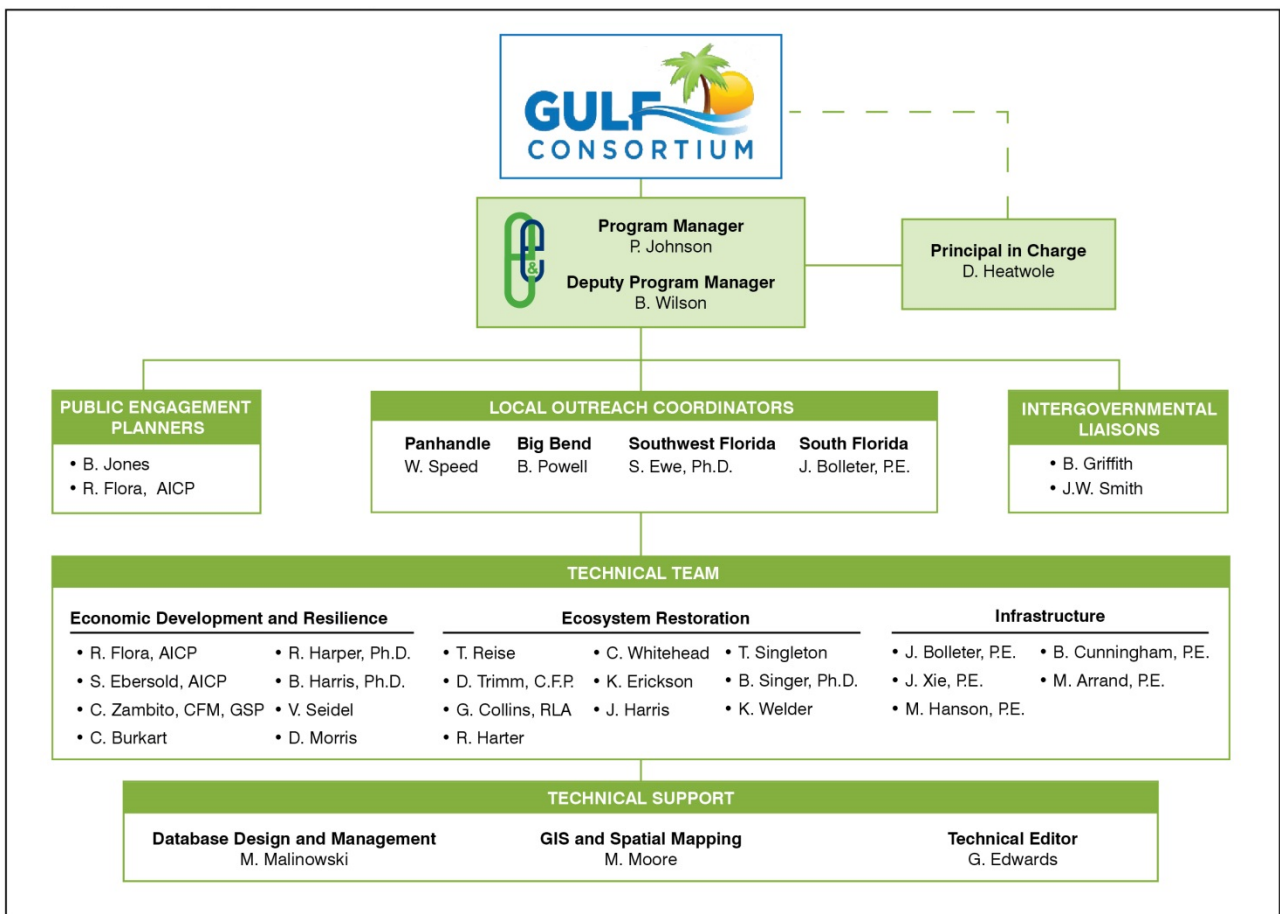 GULF
CONSORTIUM
E&
Program Manager
P. Johnson
Deputy Program Manager
B. Wilson
Principal in Charge
D. Heatwole
PUBLIC ENGAGEMENT
PLANNERS
• B. Jones
• R. Flora, AICP
LOCAL OUTREACH COORDINATORS
Panhandle
W. Speed
Big Bend
B. Powell
Southwest Florida
S. Ewe, Ph.D.
South Florida
J. Bolleter, P.E.
INTERGOVERNMENTAL
LIAISONS
• B. Griffith
• J.W. Smith
TECHNICAL TEAM
Economic Development and Resilience
• R. Flora, AICP
• S. Ebersold, AICP
• C. Zambito, CFM, GSP
• C. Burkart
• R. Harper, Ph.D.
• B. Harris, Ph.D.
• V. Seidel
• D. Morris
Ecosystem Restoration
• T. Reise
• D. Trimm, C.F.P.
• G. Collins, RLA
• R. Harter
• C. Whitehead
• K. Erickson
• J. Harris
• T. Singleton
• B. Singer, Ph.D.
• K. Welder
Infrastructure
• J. Bolleter, P.E.
• J. Xie, P.E.
• M. Hanson, P.E.
• B. Cunningham, P.E.
• M. Arrand, P.E.
TECHNICAL SUPPORT
Database Design and Management
M. Malinowski
GIS and Spatial Mapping
M. Moore
Technical Editor
G. Edwards